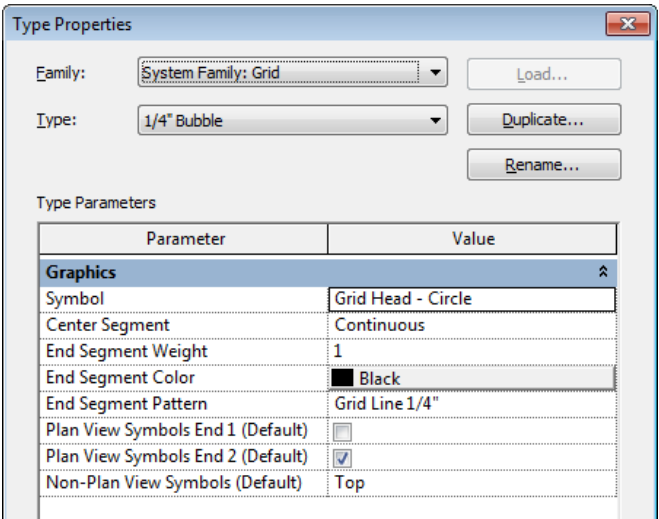 Type Properties
Family: System Family: Grid Load...
Type: 1/4" Bubble Duplicate...
Rename...
Type Parameters
Parameter Value
Graphics
Symbol Grid Head - Circle
Center Segment Continuous
End Segment Weight 1
End Segment Color Black
End Segment Pattern Grid Line 1/4"
Plan View Symbols End 1 (Default)
Plan View Symbols End 2 (Default)
Non-Plan View Symbols (Default) Top